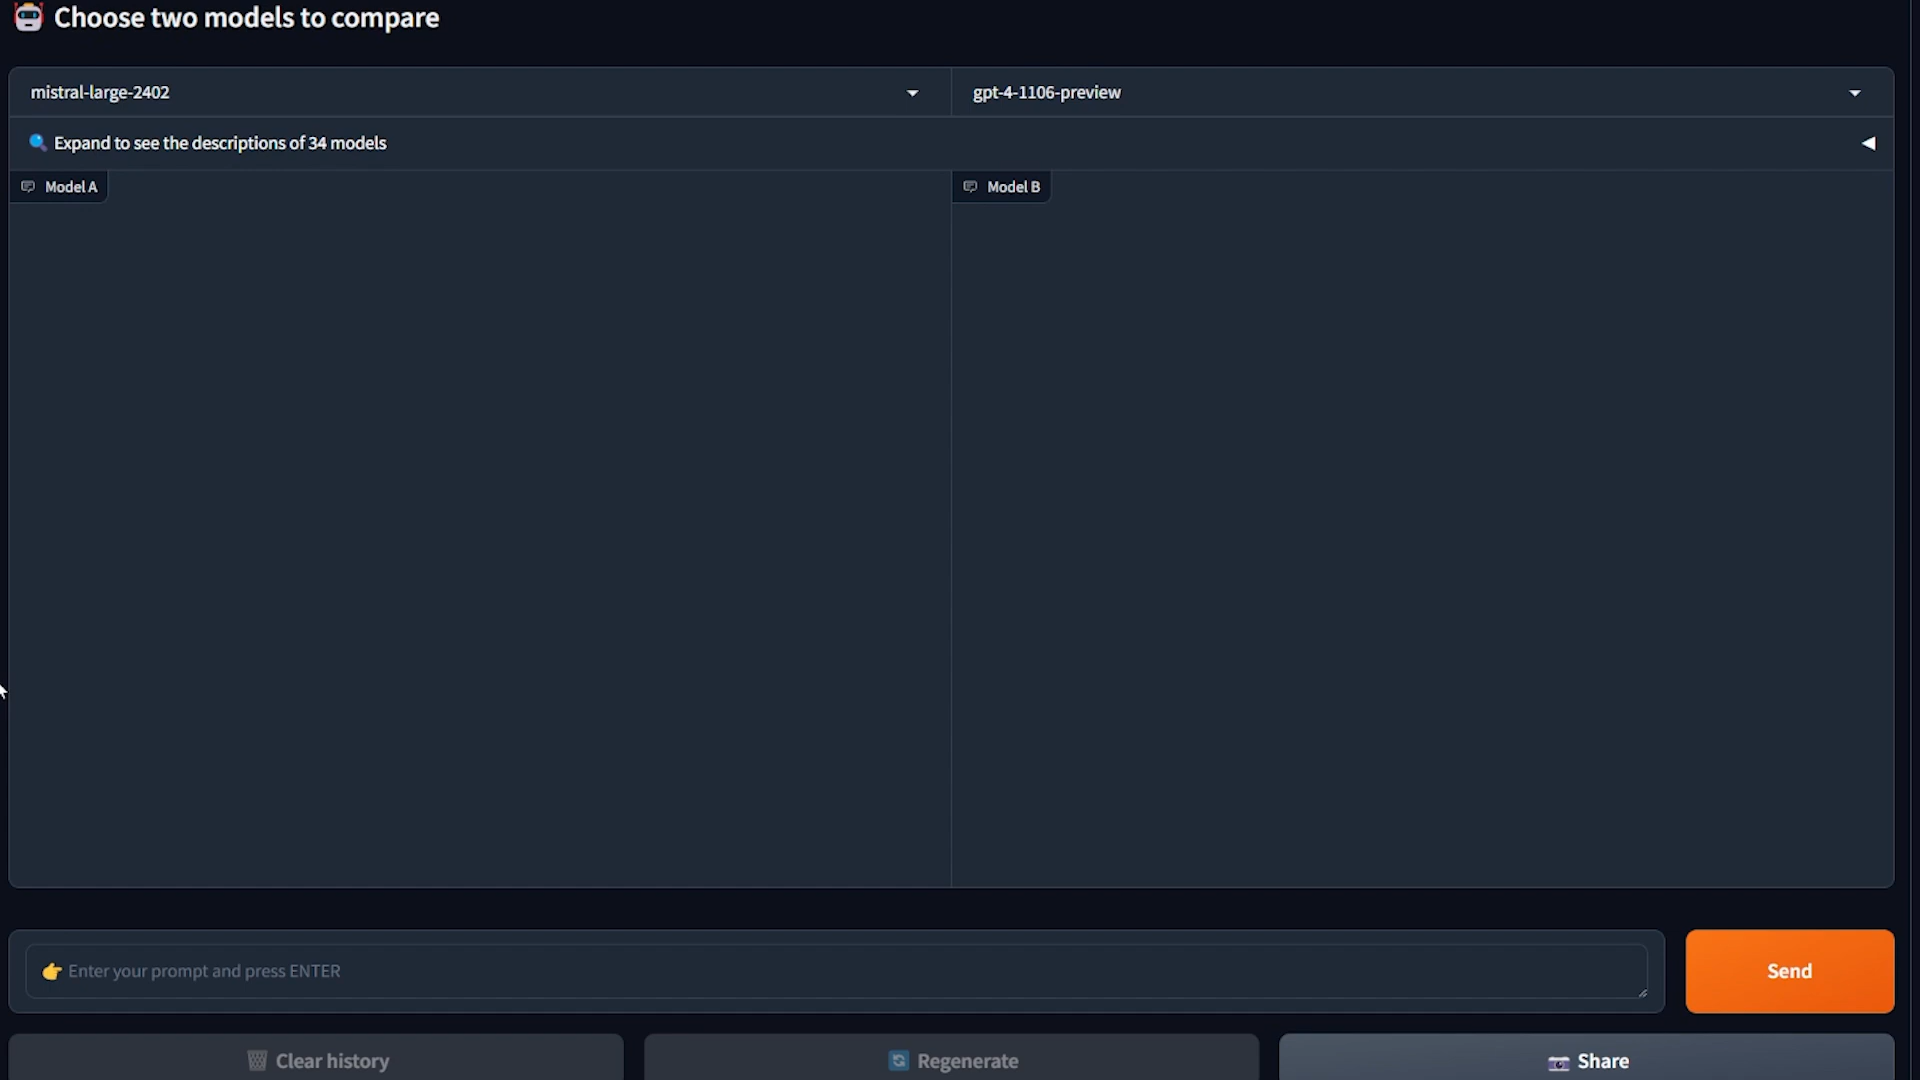 Choose two models to compare
mistral-large-2402
gpt-4-1106-preview
Expand to see the descriptions of 34 models
Model A
Model B
Enter your prompt and press ENTER
Send
Clear history
Regenerate
Share